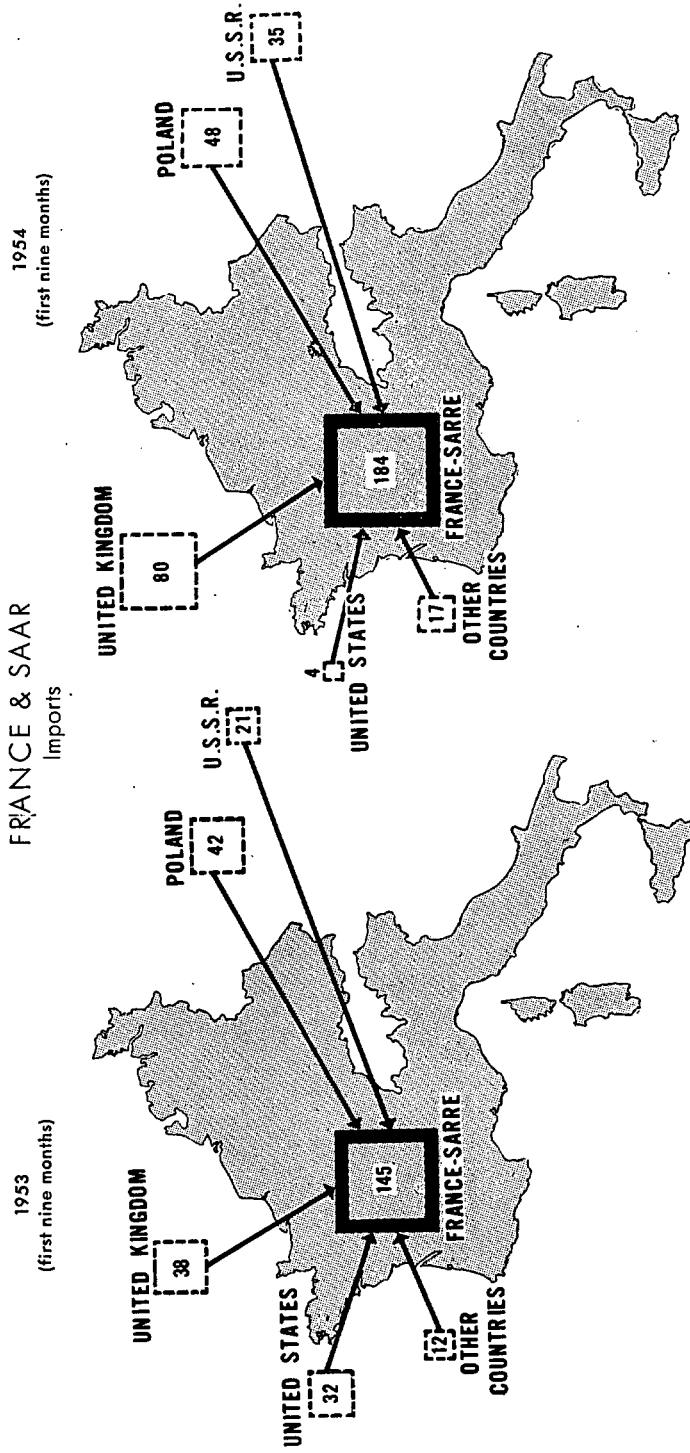 FRANCE & SAAR
Imports
1953
(first nine months)
UNITED KINGDOM
38
POLAND
42
U.S.S.R.
21
UNITED STATES
32
12
OTHER
COUNTRIES
145
FRANCE-SARRE
1954
(first nine months)
UNITED KINGDOM
80
POLAND
48
U.S.S.R.
35
4
UNITED STATES
17
OTHER
COUNTRIES
184
FRANCE-SARRE